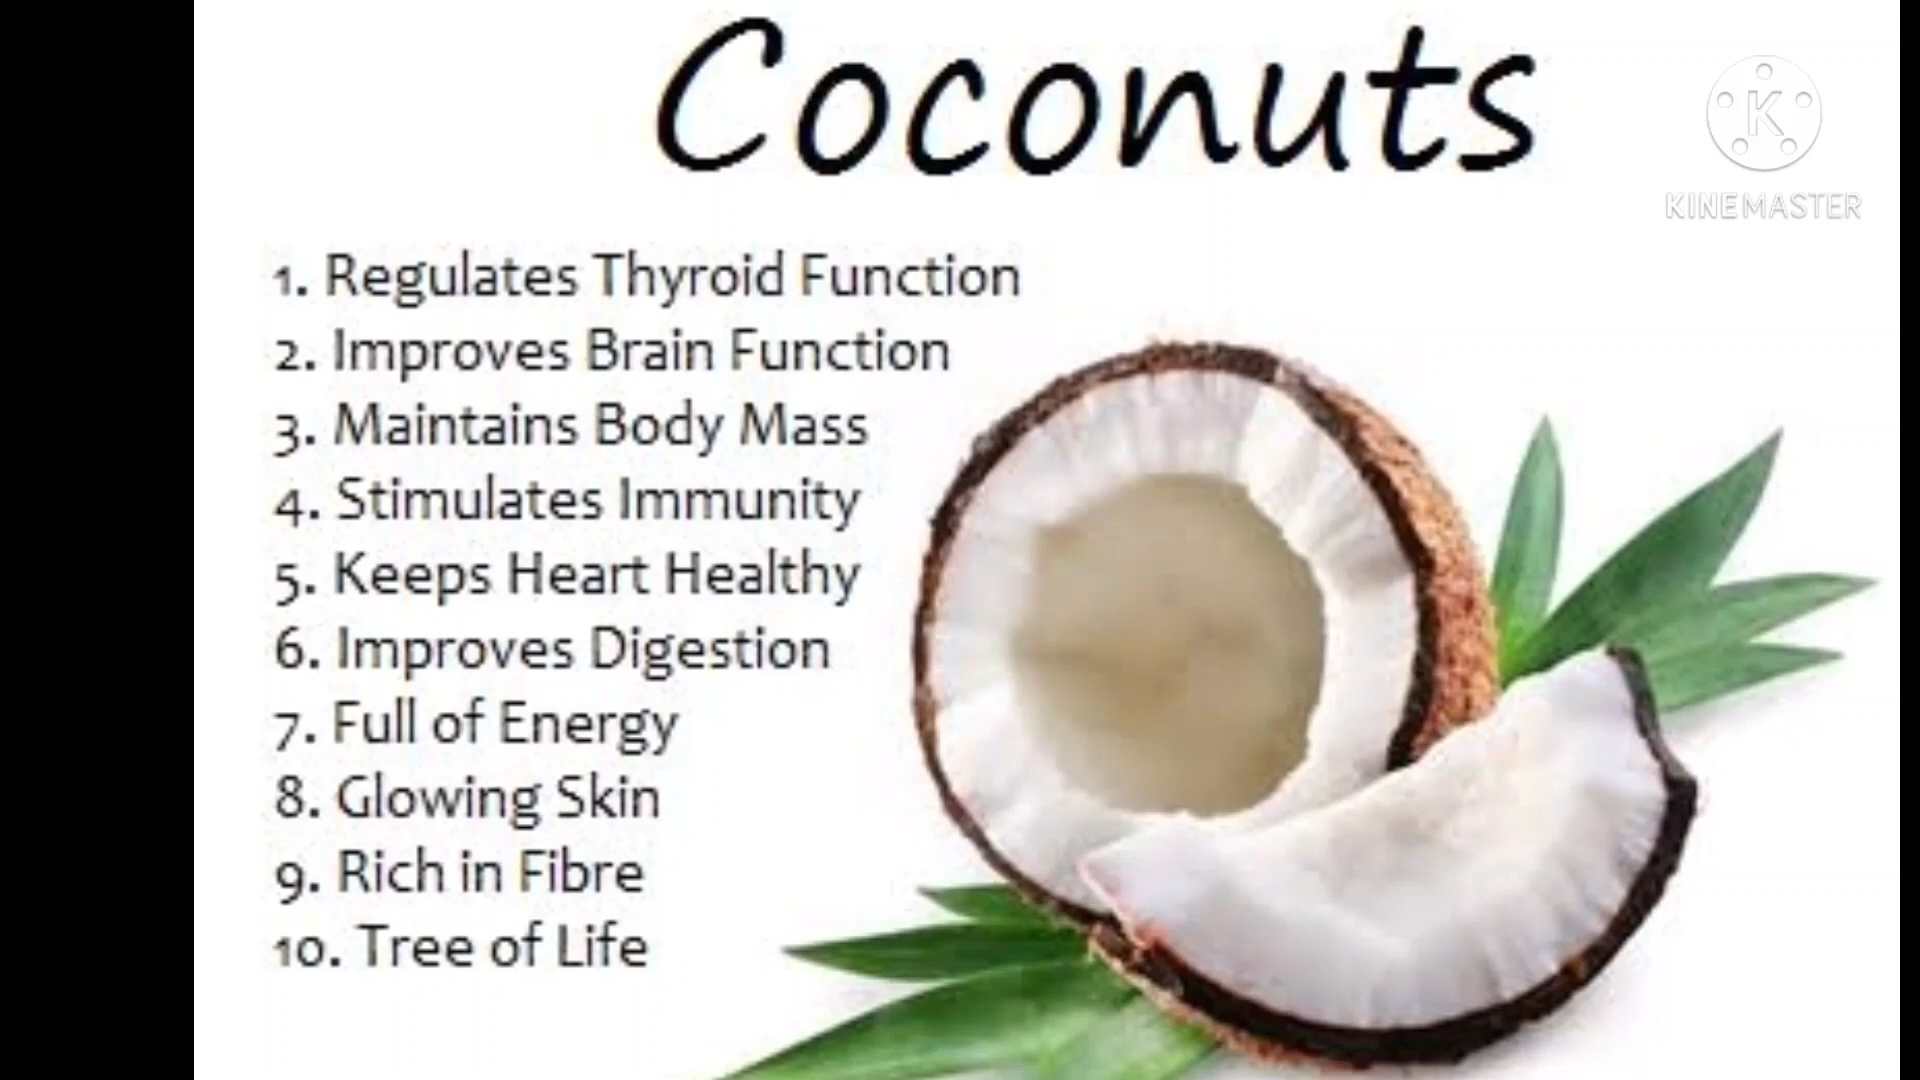 Coconuts
KINEMASTER
1. Regulates Thyroid Function
2. Improves Brain Function
3. Maintains Body Mass
4. Stimulates Immunity
5. Keeps Heart Healthy
6. Improves Digestion
7. Full of Energy
8. Glowing Skin
9. Rich in Fibre
10. Tree of Life